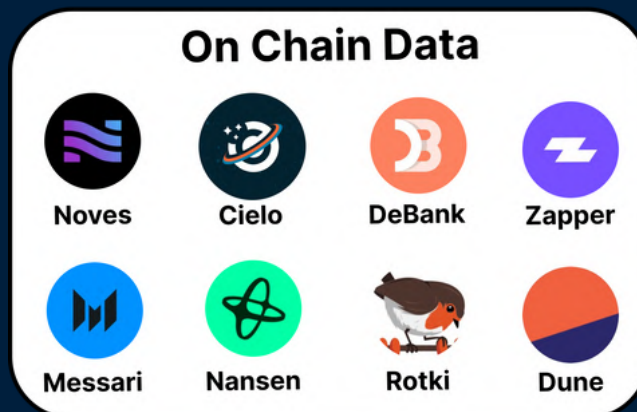 On Chain Data
Noves Cielo DeBank Zapper
Messari Nansen Rotki Dune